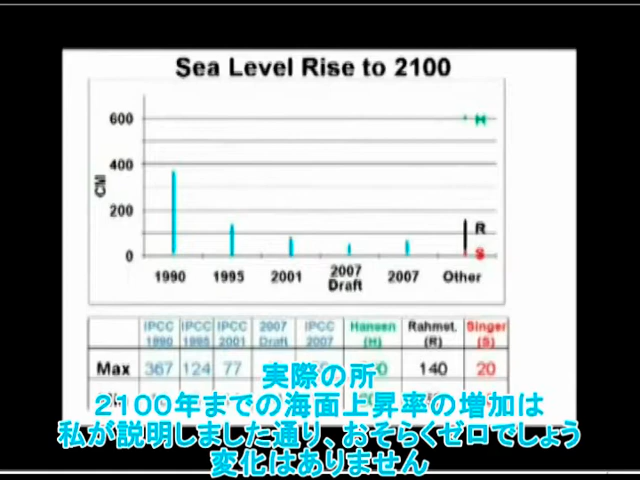 Sea Level Rise to 2100
600
400
200
0
CM
H
R
S
1990 1995 2001 2007 Draft 2007 Other
IPCC 1990 IPCC 1995 IPCC 2001 2007 Draft IPCC 2007 Hansen (H) Rahmst. (R) Singer (S)
Max 367 124 77 140 20
実際の所
2100年までの海面上昇率の増加は
私が説明しました通り、おそらくゼロでしょう
変化はありません